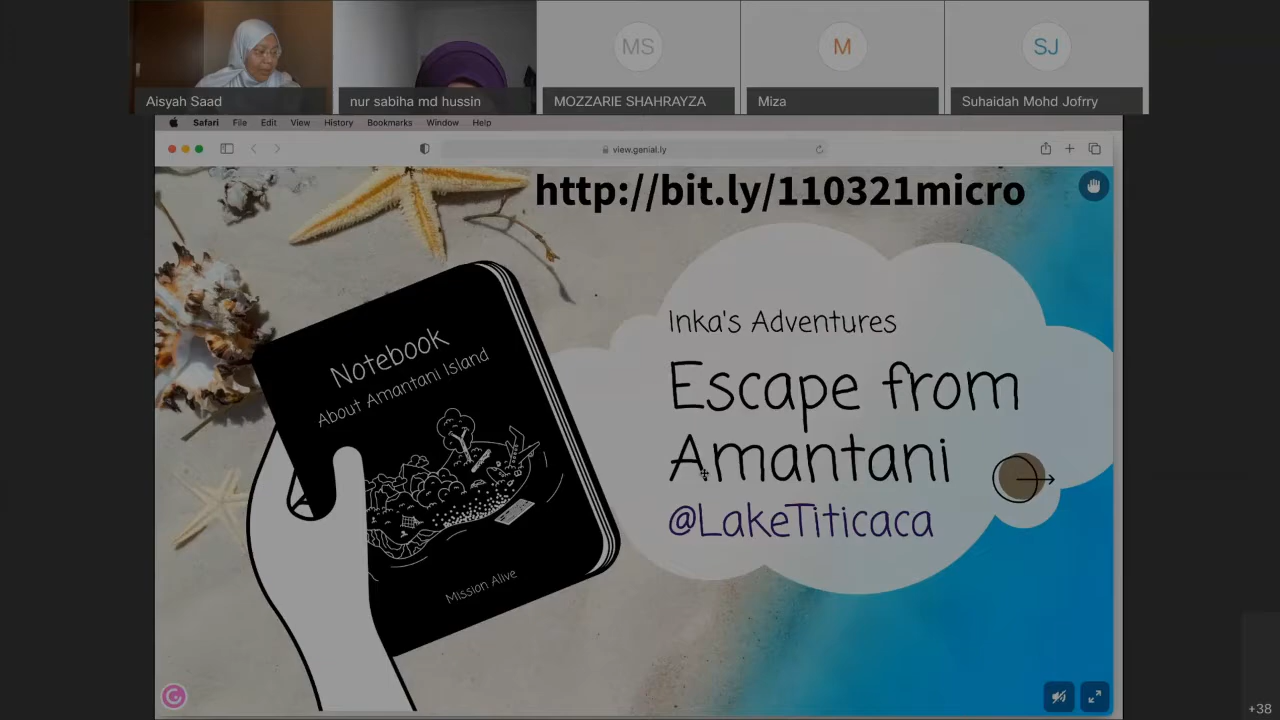 MS
M
SJ
Aisyah Saad
nur sabiha md hussin
MOZZARIE SHAHRAYZA
Miza
Suhaidah Mohd Jofrry
Safari File Edit View History Bookmarks Window Help
view.genial.ly
http://bit.ly/110321micro
Notebook
About Amantani Island
Mission Alive
Inka's Adventures
Escape from
Amantani
@LakeTiticaca
+38